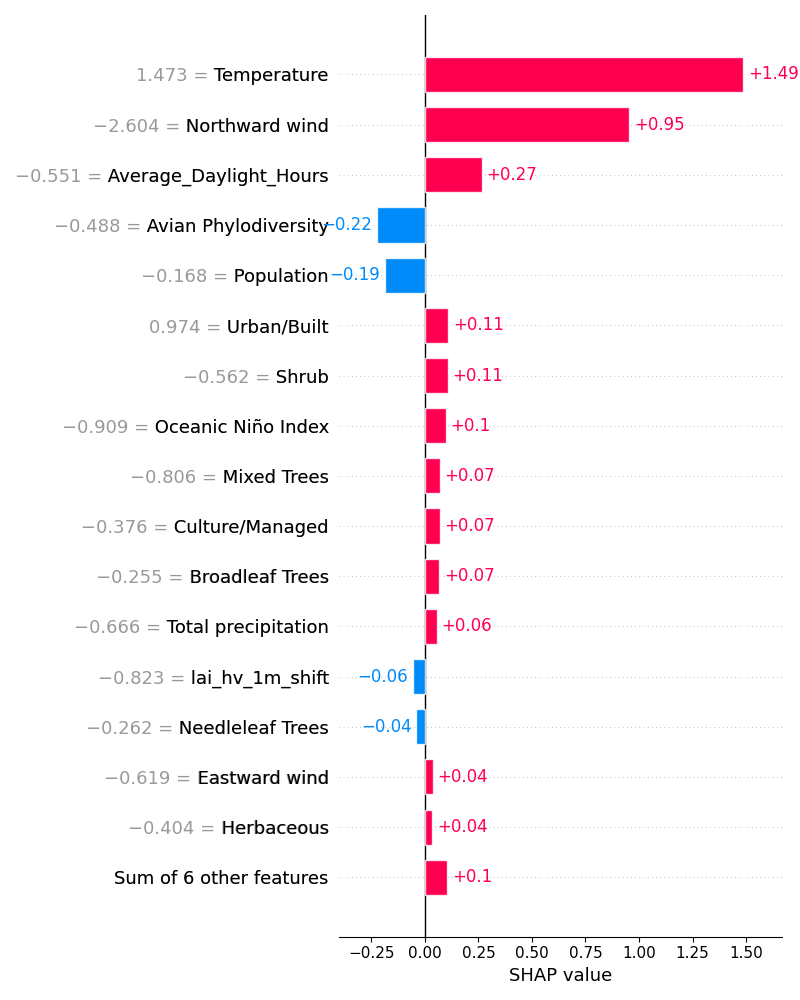 1.473 = Temperature +1.49
−2.604 = Northward wind +0.95
−0.551 = Average_Daylight_Hours +0.27
−0.488 = Avian Phylodiversity −0.22
−0.168 = Population −0.19
0.974 = Urban/Built +0.11
−0.562 = Shrub +0.11
−0.909 = Oceanic Niño Index +0.1
−0.806 = Mixed Trees +0.07
−0.376 = Culture/Managed +0.07
−0.255 = Broadleaf Trees +0.07
−0.666 = Total precipitation +0.06
−0.823 = lai_hv_1m_shift −0.06
−0.262 = Needleleaf Trees −0.04
−0.619 = Eastward wind +0.04
−0.404 = Herbaceous +0.04
Sum of 6 other features +0.1
−0.25 0.00 0.25 0.50 0.75 1.00 1.25 1.50
SHAP value